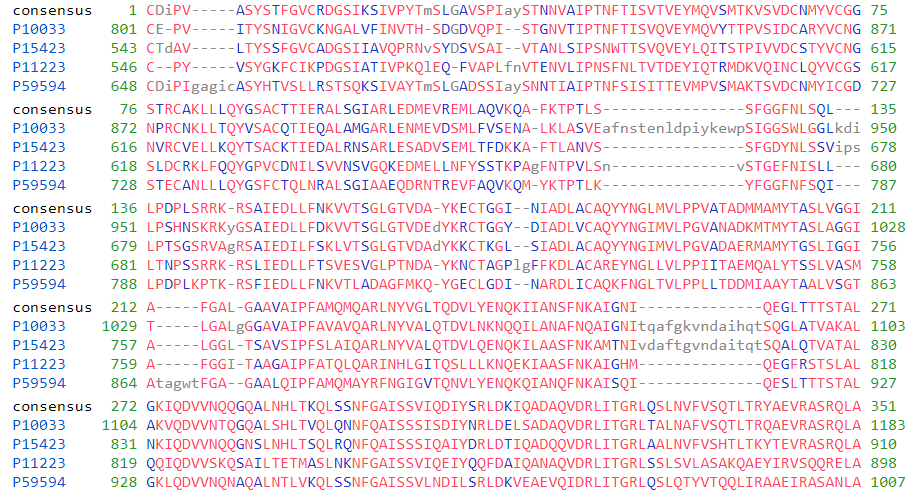 consensus 1 CDiPV-----ASYSTFGVCRDGSIKSIVPYTmSLGAVSPIaySTNNVAIPTNFTISVTVEYMQVSMTKVSVDCNMYVCGG 75
P10033 801 CE-PV-----ITYSNIGVCKNGALVFINVTH-SDGDVQPI--STGNVTIPTNFTISVQVEYMQVYTTPVSIDCARYVCNG 871
P15423 543 CTdAV-----LTYSSFGVCADGSIIAVQPRNvSYDSVSAI--VTANLSIPSNWTTSVQVEYLQITSTPIVVDCSTYVCNG 615
P11223 546 C--PY-----VSYGKFCIKPDGSIATIVPKQlEQ-FVAPLfnVTENVLIPNSFNLTVTDEYIQTRMDKVQINCLQYVCGS 617
P59594 648 CDiPIgagicASYHTVSLLRSTSQKSIVAYTmSLGADSSIaySNNTIAIPTNFSISITTEVMPVSMAKTSVDCNMYICGD 727
consensus 76 STRCAKLLLQYGSACTTIERALSGIARLEDMEVREMLAQVKQA-FKTPTLS---------------SFGGFNLSQL--- 135
P10033 872 NPRCNKLLTQYVSACQTIEQALAMGARLENMEVDSMLFVSENA-LKLASVEafnstenldpiykewpSIGGSWLGGLkdi 950
P15423 616 NVRCVELLKQYTSACKTIEDALRNSARLESADVSEMLTFDKKA-FTLANVS---------------SFGDYNLSSVips 678
P11223 618 SLDCRKLFQQYGPVCDNILSVVNSVGQKEDMELLNFYSSTKPAgFNTPVLSn--------------vSTGEFNISLL--- 680
P59594 728 STECANLLLQYGSFCTQLNRALSGIAAEQDRNTREVFAQVKQM-YKTPTLK---------------YFGGFNFSQI--- 787
consensus 136 LPDPLSRRK-RSAIEDLLFNKVVTSGLGTVDA-YKECTGGI--NIADLACAQYYNGLMVLPPVATADMMAMYTASLVGGI 211
P10033 951 LPSHNSKRKyGSAIEDLLFDKVVTSGLGTVDEdYKRCTGGY--DIADLVCAQYYNGIMVLPGVANADKMTMYTASLAGGI 1028
P15423 679 LPTSGSRVAgRSAIEDILFSKLVTSGLGTVDAdYKKCTKGL--SIADLACAQYYNGIMVLPGVADAERMAMYTGSLIGGI 756
P11223 681 LTNPSSRRK-RSLIEDLLFTSVESVGLPTNDA-YKNCTAGPlgFFKDLACAREYNGLLVLPPIITAEMQALYTSSLVASM 758
P59594 788 LPDPLKPTK-RSFIEDLLFNKVTLADAGFMKQ-YGECLGDI--NARDLICAQKFNGLTVLPPLLTDDMIAAYTAALVSGT 863
consensus 212 A-----FGAL-GAAVAIPFAMQMQARLNYVGLTQDVLYENQKIIANSFNKAIGNI--------------QEGLTTTSTAL 271
P10033 1029 T-----LGALgGGAVAIPFAVAVQARLNYVALQTDVLNKNQQILANAFNQAIGNItqafgkvndaihqtSQGLATVAKAL 1103
P15423 757 A-----LGGL-TSAVSIPFSLAIQARLNYVALQTDVLQENQKILAASFNKAMTNIvdaftgvndaitqtSQALQTVATAL 830
P11223 759 A-----FGGI-TAAGAIPFATQLQARINHLGITQSLLLKNQEKIAASFNKAIGHM--------------QEGFRSTSLAL 818
P59594 864 AtagwtFGA--GAALQIPFAMQMAYRFNGIGVTQNVLYENQKQIANQFNKAISQI--------------QESLTTTSTAL 927
consensus 272 GKIQDVVNQQGQALNHLTKQLSSNFGAISSVIQDIYSRLDKIQADAQVDRLITGRLQSLNVFVSQTLTRYAEVRASRQLA 351
P10033 1104 AKVQDVVNTQGQALSHLTVQLQNNFQAISSSISDIYNRLDELSADAQVDRLITGRLTALNAFVSQTLTRQAEVRASRQLA 1183
P15423 831 NKIQDVVNQQGNSLNHLTSQLRQNFQAISSSIQAIYDRLDTIQADQQVDRLITGRLAALNVFVSHTLTKYTEVRASRQLA 910
P11223 819 QQIQDVVSKQSAILTETMASLNKNFGAISSVIQEIYQQFDAIQANAQVDRLITGRLSSLSVLASAKQAEYIRVSQQRELA 898
P59594 928 GKLQDVVNQNAQALNTLVKQLSSNFGAISSVLNDILSRLDKVEAEVQIDRLITGRLQSLQTYVTQQLIRAAEIRASANLA 1007